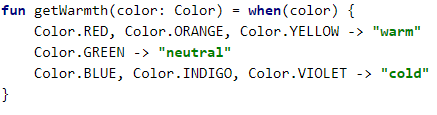 fun getWarmth(color: Color) = when(color) {
    Color.RED, Color.ORANGE, Color.YELLOW -> "warm"
    Color.GREEN -> "neutral"
    Color.BLUE, Color.INDIGO, Color.VIOLET -> "cold"
}